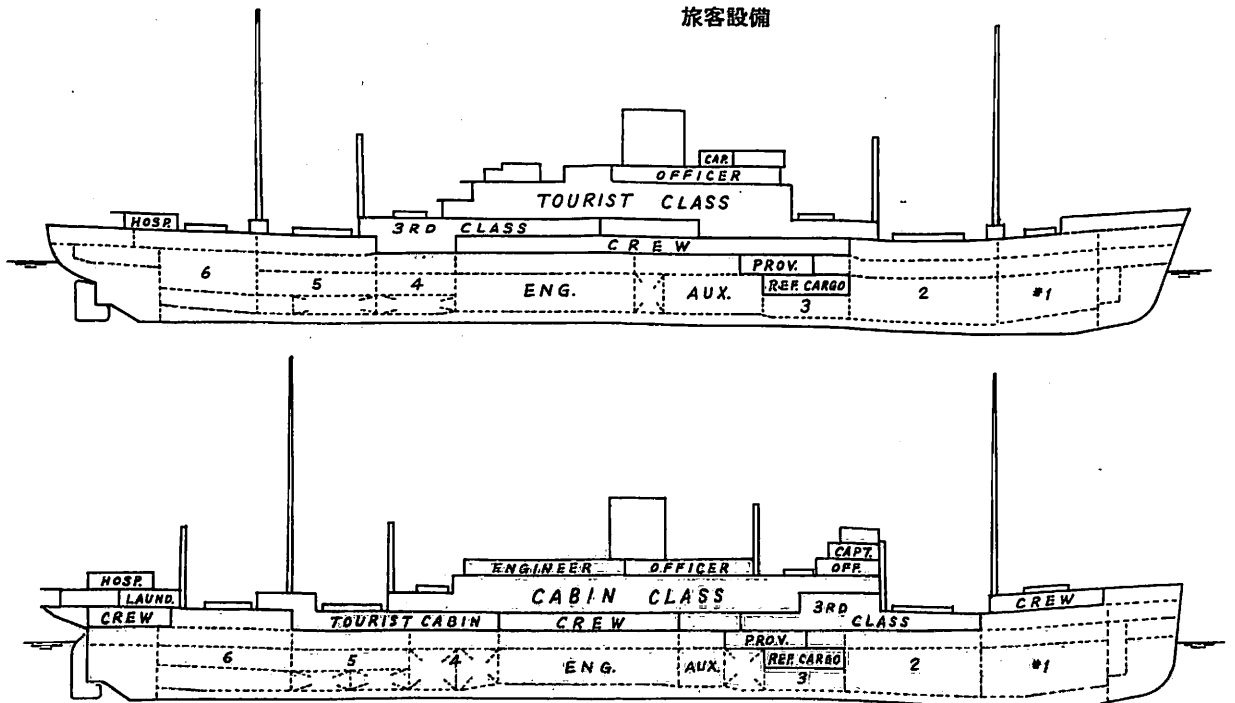 旅客設備
CAP.
OFFICER
TOURIST CLASS
HOSP.
3RD CLASS
CREW
PROV.
6
5
4
ENG.
AUX.
REF. CARGO
3
2
#1
ENGINEER
OFFICER
CAPT.
OFF.
HOSP.
LAUND.
CREW
CABIN CLASS
3RD
CLASS
CREW
TOURIST CABIN
CREW
PROV.
6
5
4
ENG.
AUX.
REF. CARGO
3
2
#1